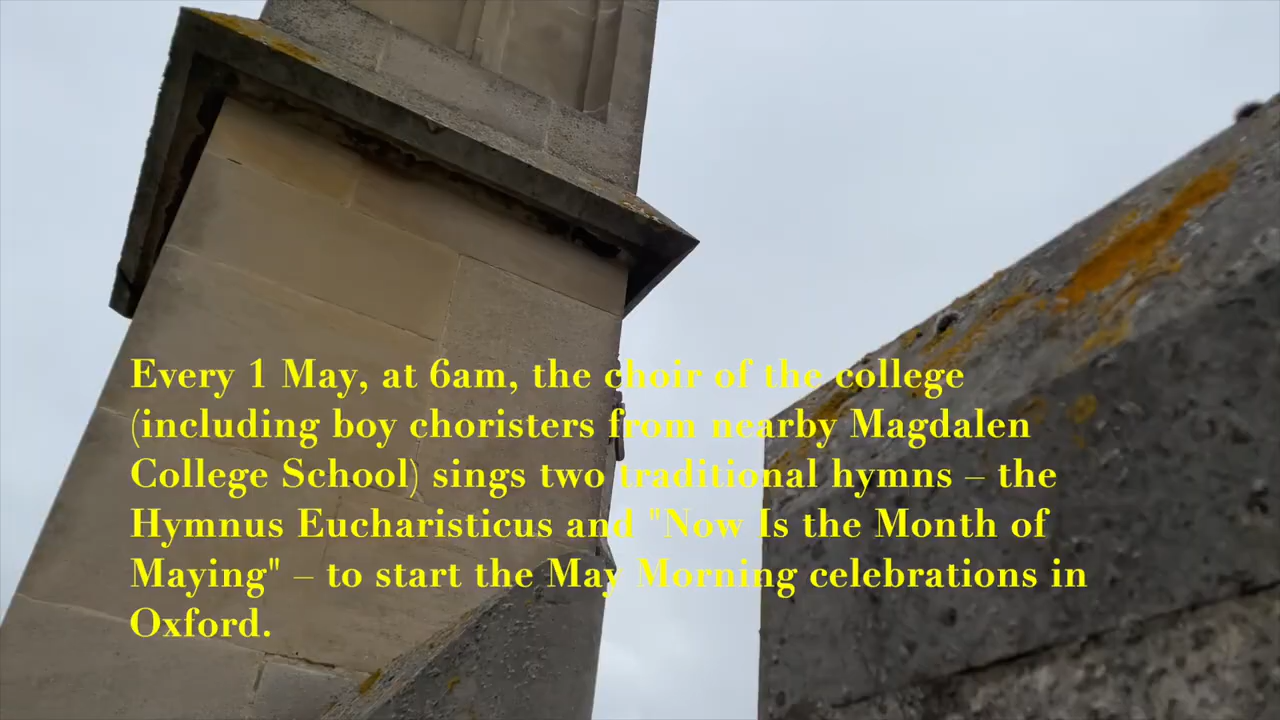 Every 1 May, at 6am, the choir of the college
(including boy choristers from nearby Magdalen
College School) sings two traditional hymns – the
Hymnus Eucharisticus and "Now Is the Month of
Maying" – to start the May Morning celebrations in
Oxford.